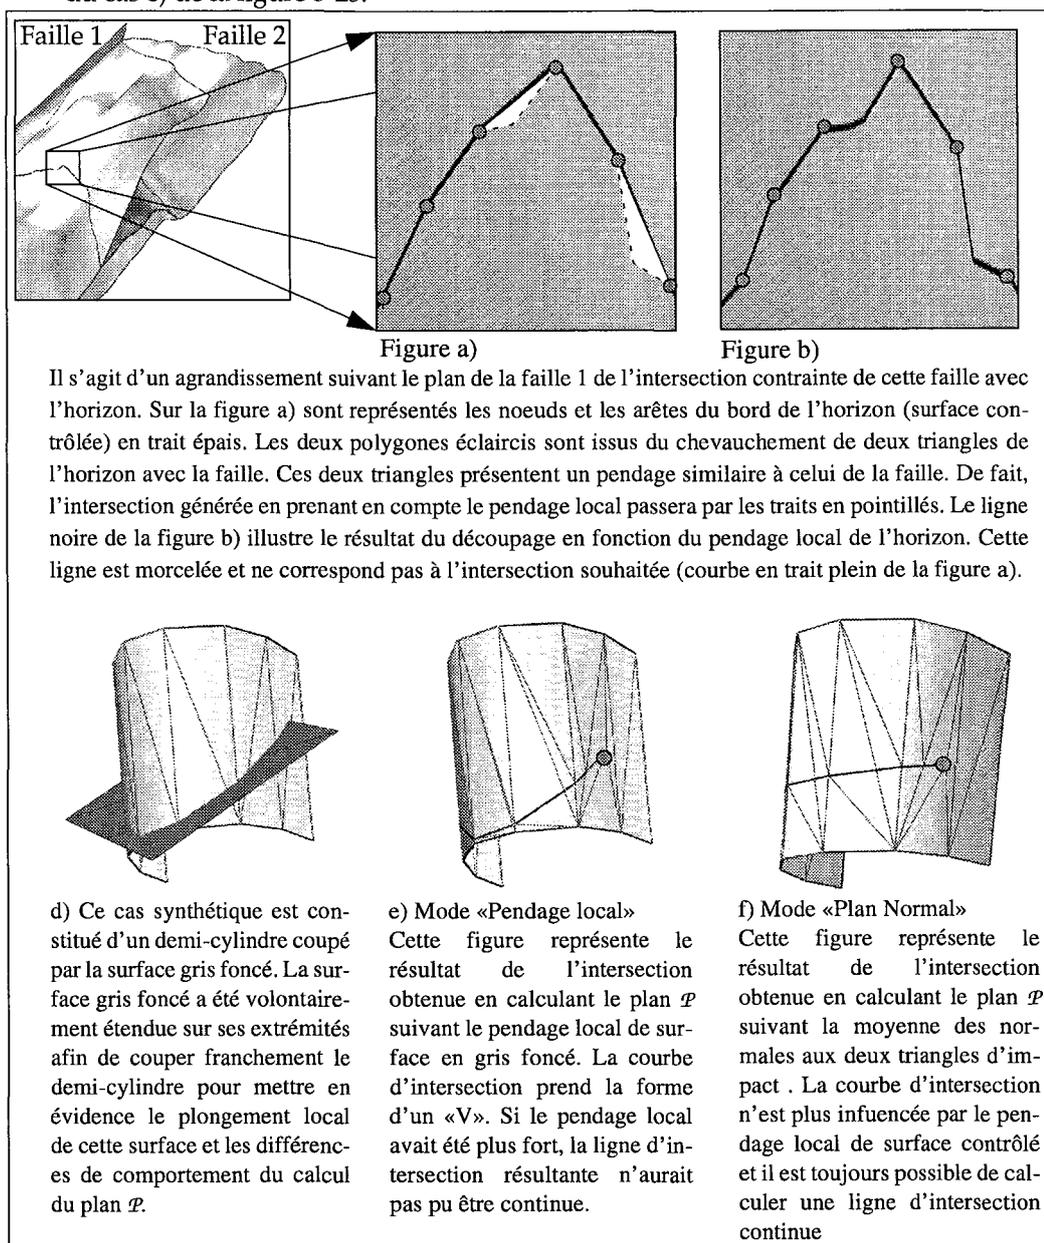 du cas c) de la figure 3-25.
Faille 1 Faille 2
Figure a)
Figure b)
Il s'agit d'un agrandissement suivant le plan de la faille 1 de l'intersection contrainte de cette faille avec
l'horizon. Sur la figure a) sont représentés les noeuds et les arêtes du bord de l'horizon (surface con-
trôlée) en trait épais. Les deux polygones éclaircis sont issus du chevauchement de deux triangles de
l'horizon avec la faille. Ces deux triangles présentent un pendage similaire à celui de la faille. De fait,
l'intersection générée en prenant en compte le pendage local passera par les traits en pointillés. Le ligne
noire de la figure b) illustre le résultat du découpage en fonction du pendage local de l'horizon. Cette
ligne est morcelée et ne correspond pas à l'intersection souhaitée (courbe en trait plein de la figure a).
d) Ce cas synthétique est con-
stitué d'un demi-cylindre coupé
par la surface gris foncé. La sur-
face gris foncé a été volontaire-
ment étendue sur ses extrémités
afin de couper franchement le
demi-cylindre pour mettre en
évidence le plongement local
de cette surface et les différenc-
es de comportement du calcul
du plan 𝒫.
e) Mode «Pendage local»
Cette figure représente le
résultat de l'intersection
obtenue en calculant le plan 𝒫
suivant le pendage local de sur-
face en gris foncé. La courbe
d'intersection prend la forme
d'un «V». Si le pendage local
avait été plus fort, la ligne d'in-
tersection résultante n'aurait
pas pu être continue.
f) Mode «Plan Normal»
Cette figure représente le
résultat de l'intersection
obtenue en calculant le plan 𝒫
suivant la moyenne des nor-
males aux deux triangles d'im-
pact . La courbe d'intersection
n'est plus infuencée par le pen-
dage local de surface contrôlé
et il est toujours possible de cal-
culer une ligne d'intersection
continue